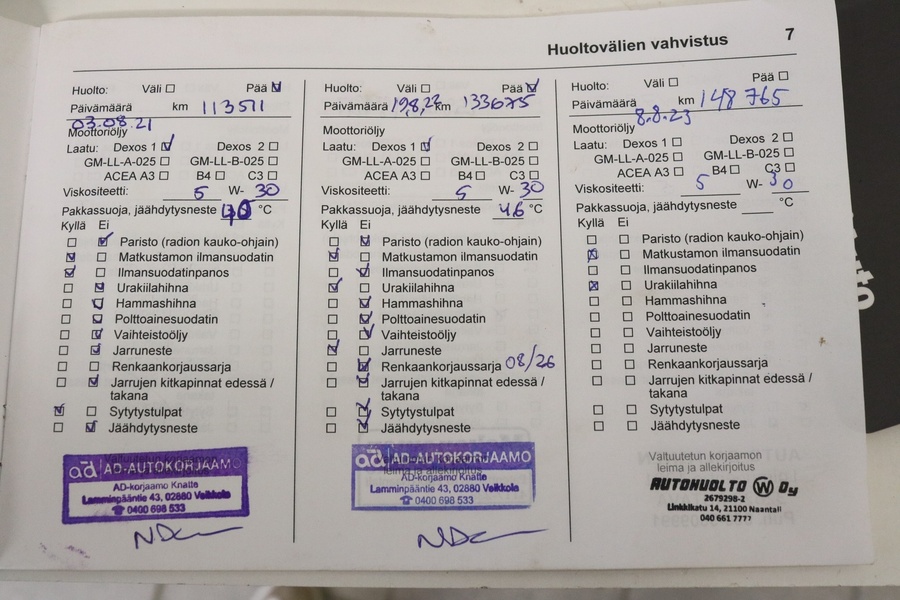 Huoltovälien vahvistus 7
Huolto: Väli ☐ Pää ☑
Päivämäärä km 113511
03.08.21
Moottoriöljy
Laatu: Dexos 1 ☑ Dexos 2 ☐
GM-LL-A-025 ☐ GM-LL-B-025 ☐
ACEA A3 ☐ B4 ☐ C3 ☐
Viskositeetti: 5 W- 30
Pakkassuoja, jäähdytysneste °C
Kyllä Ei
☐ ☑ Paristo (radion kauko-ohjain)
☑ ☐ Matkustamon ilmansuodatin
☑ ☐ Ilmansuodatinpanos
☐ ☑ Urakiilahihna
☐ ☑ Hammashihna
☐ ☑ Polttoainesuodatin
☐ ☑ Vaihteistoöljy
☐ ☑ Jarruneste
☐ ☐ Renkaankorjaussarja
☐ ☑ Jarrujen kitkapinnat edessä /
takana
☑ ☐ Sytytystulpat
☐ ☑ Jäähdytysneste
Valtuutetun korjaamon
ad AD-AUTOKORJAAMO
AD-korjaamo Knatte
Lamminpääntie 43, 02880 Veikkola
☎ 0400 698 533
Huolto: Väli ☐ Pää ☑
Päivämäärä 19,8,22 km 133675
Moottoriöljy
Laatu: Dexos 1 ☑ Dexos 2 ☐
GM-LL-A-025 ☐ GM-LL-B-025 ☐
ACEA A3 ☐ B4 ☐ C3 ☐
Viskositeetti: 5 W- 30
Pakkassuoja, jäähdytysneste 46 °C
Kyllä Ei
☐ ☑ Paristo (radion kauko-ohjain)
☑ ☐ Matkustamon ilmansuodatin
☐ ☑ Ilmansuodatinpanos
☑ ☐ Urakiilahihna
☐ ☑ Hammashihna
☐ ☑ Polttoainesuodatin
☐ ☑ Vaihteistoöljy
☑ ☐ Jarruneste
☐ ☑ Renkaankorjaussarja 08/26
☐ ☑ Jarrujen kitkapinnat edessä /
takana
☐ ☑ Sytytystulpat
☐ ☑ Jäähdytysneste
leima ja allekirjoitus
ad AD-AUTOKORJAAMO
AD-korjaamo Knatte
Lamminpääntie 43, 02880 Veikkola
☎ 0400 698 533
Huolto: Väli ☐ Pää ☐
Päivämäärä km 148 765
8.8.23
Moottoriöljy
Laatu: Dexos 1 ☐ Dexos 2 ☐
GM-LL-A-025 ☐ GM-LL-B-025 ☐
ACEA A3 ☐ B4 ☐ C3 ☐
Viskositeetti: 5 W- 30
Pakkassuoja, jäähdytysneste °C
Kyllä Ei
☐ ☐ Paristo (radion kauko-ohjain)
☒ ☐ Matkustamon ilmansuodatin
☐ ☐ Ilmansuodatinpanos
☒ ☐ Urakiilahihna
☐ ☐ Hammashihna
☐ ☐ Polttoainesuodatin
☐ ☐ Vaihteistoöljy
☐ ☐ Jarruneste
☐ ☐ Renkaankorjaussarja
☐ ☐ Jarrujen kitkapinnat edessä /
takana
☐ ☐ Sytytystulpat
☐ ☐ Jäähdytysneste
Valtuutetun korjaamon
leima ja allekirjoitus
AUTOHUOLTO W Oy
2679298-2
Linkkikatu 14, 21100 Naantali
040 661 7777